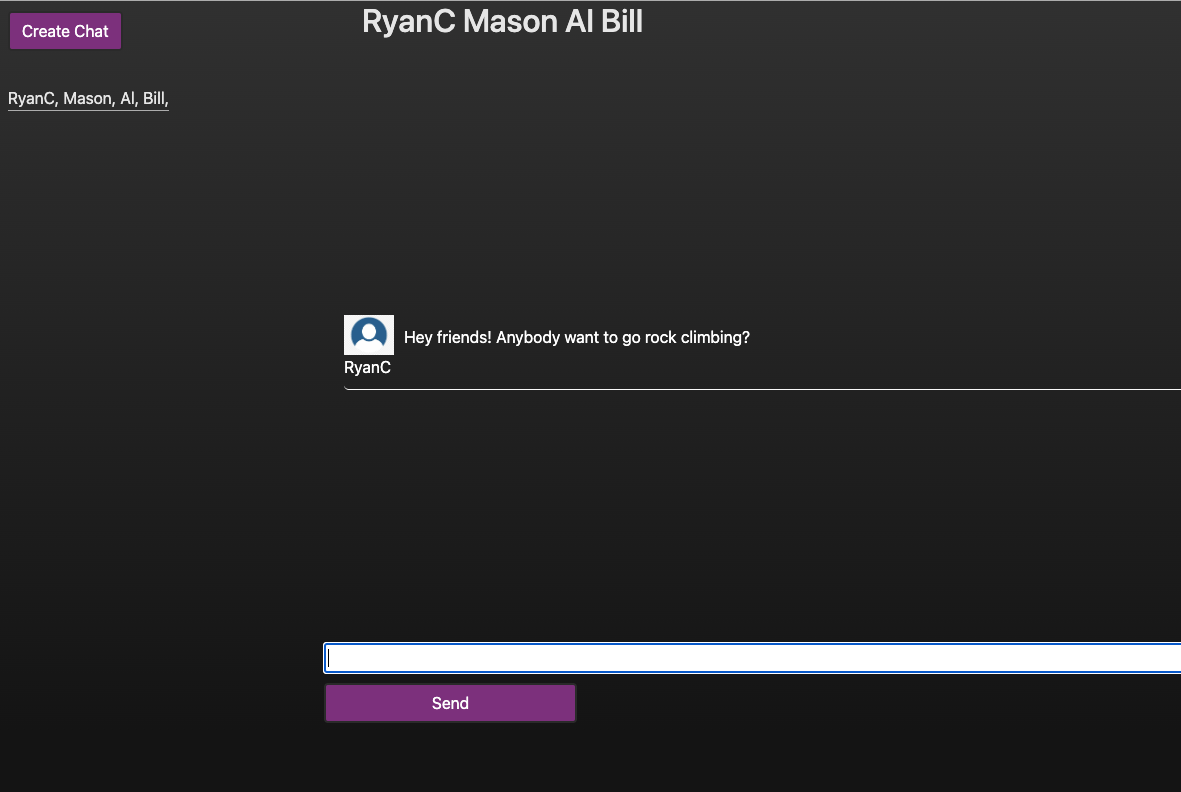 Create Chat
RyanC Mason Al Bill
RyanC, Mason, Al, Bill,
Hey friends! Anybody want to go rock climbing?
RyanC
Send